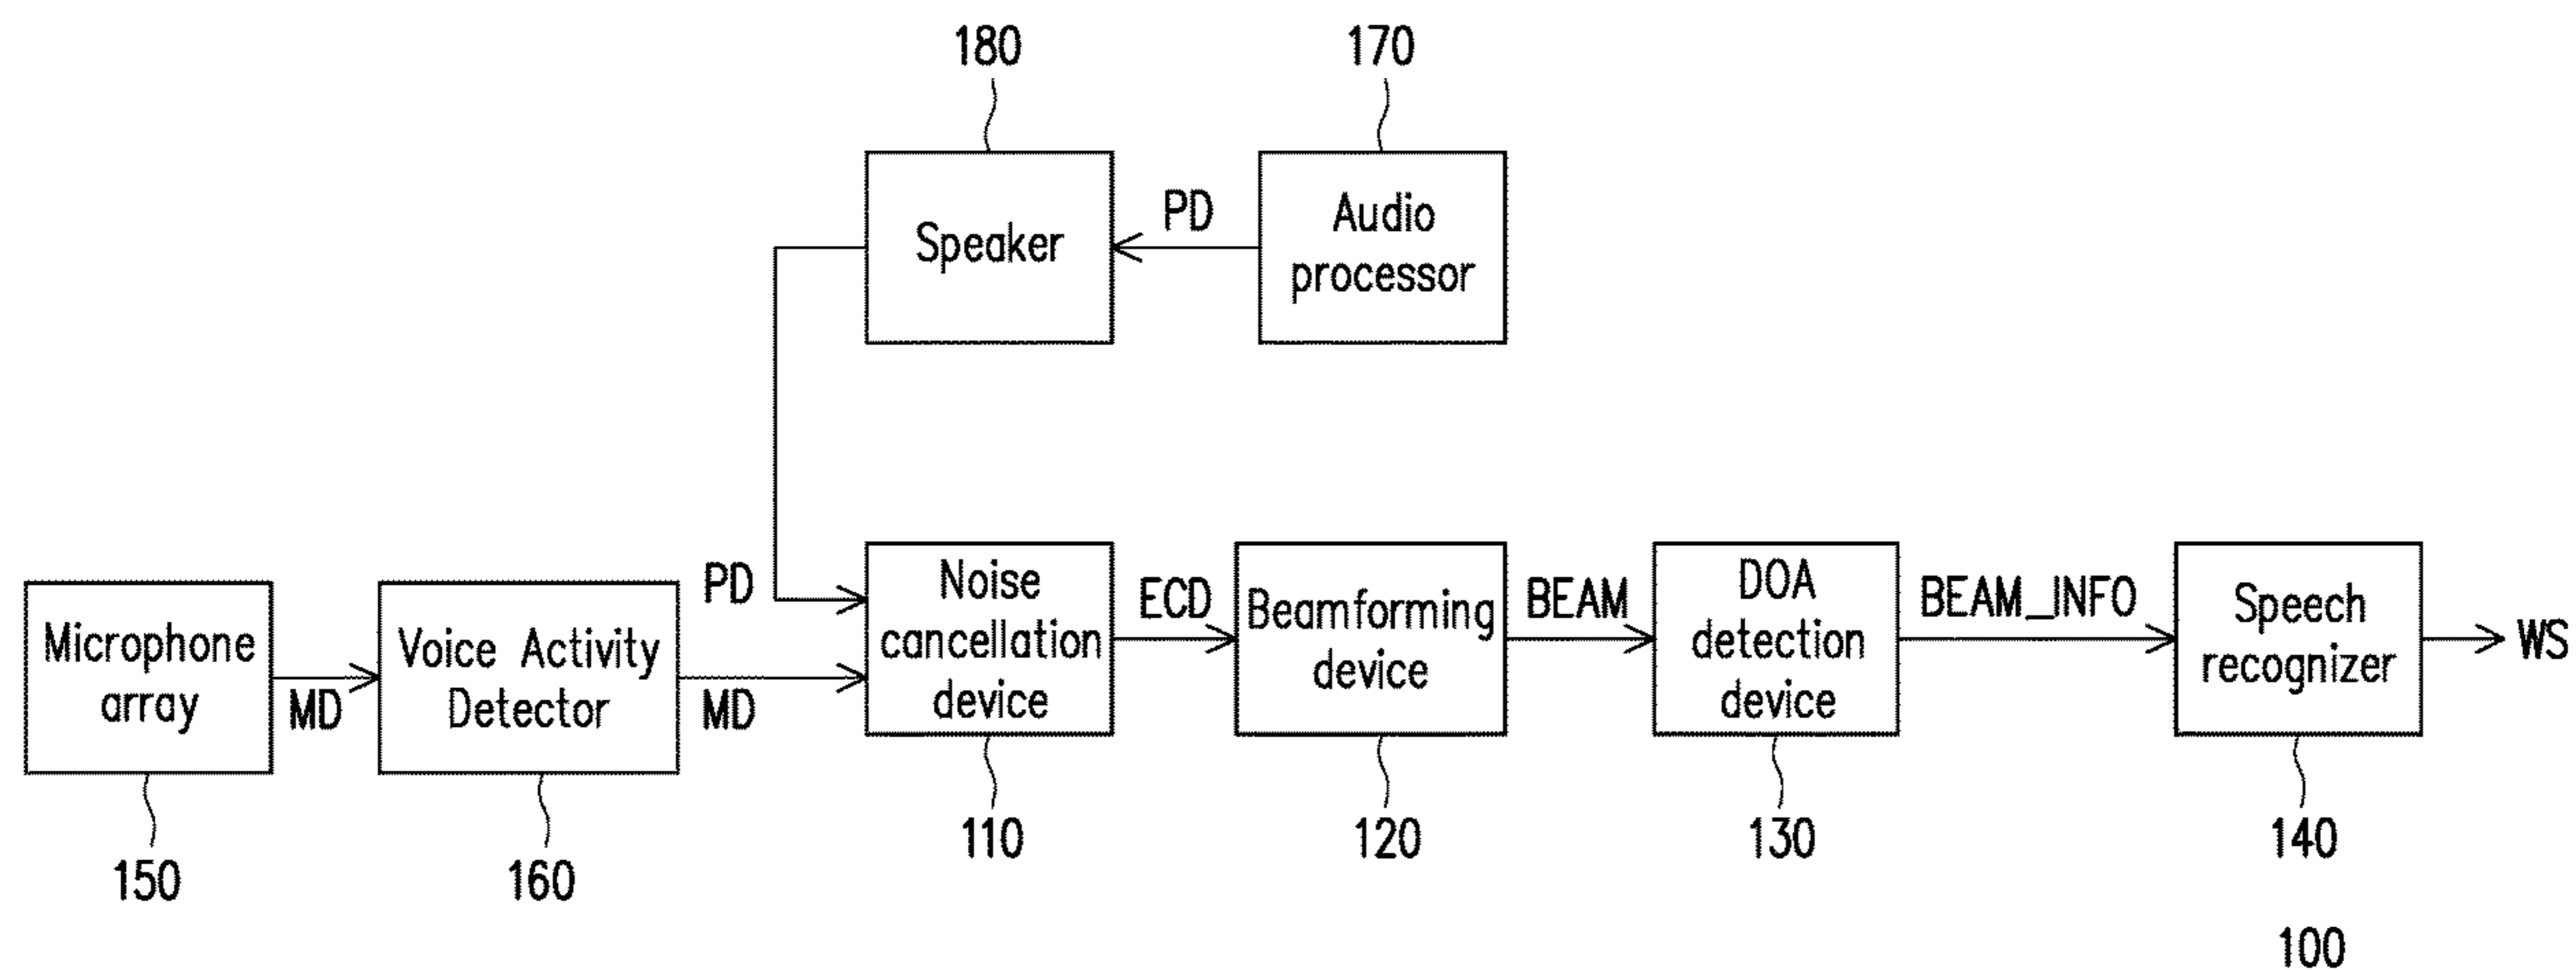 180
170
Speaker
PD
Audio
processor
Microphone
array
MD
Voice Activity
Detector
PD
MD
Noise
cancellation
device
ECD
Beamforming
device
BEAM
DOA
detection
device
BEAM_INFO
Speech
recognizer
WS
150
160
110
120
130
140
100